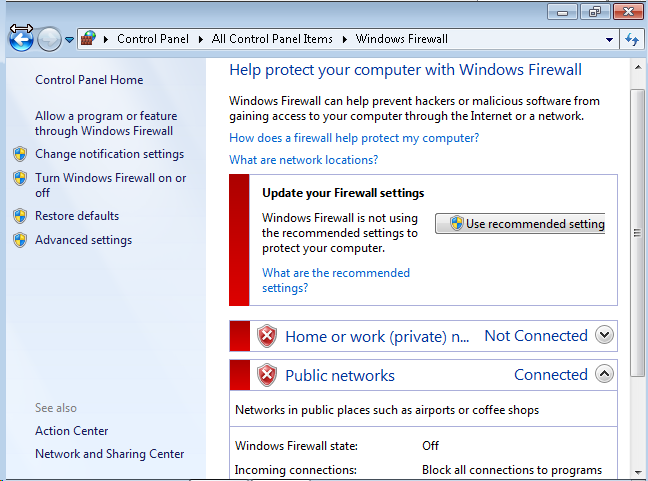 Control Panel
All Control Panel Items
Windows Firewall
Control Panel Home
Allow a program or feature
through Windows Firewall
Change notification settings
Turn Windows Firewall on or
off
Restore defaults
Advanced settings
See also
Action Center
Network and Sharing Center
Help protect your computer with Windows Firewall
Windows Firewall can help prevent hackers or malicious software from
gaining access to your computer through the Internet or a network.
How does a firewall help protect my computer?
What are network locations?
Update your Firewall settings
Windows Firewall is not using
the recommended settings to
protect your computer.
Use recommended setting
What are the recommended
settings?
Home or work (private) n... Not Connected
Public networks Connected
Networks in public places such as airports or coffee shops
Windows Firewall state: Off
Incoming connections: Block all connections to programs